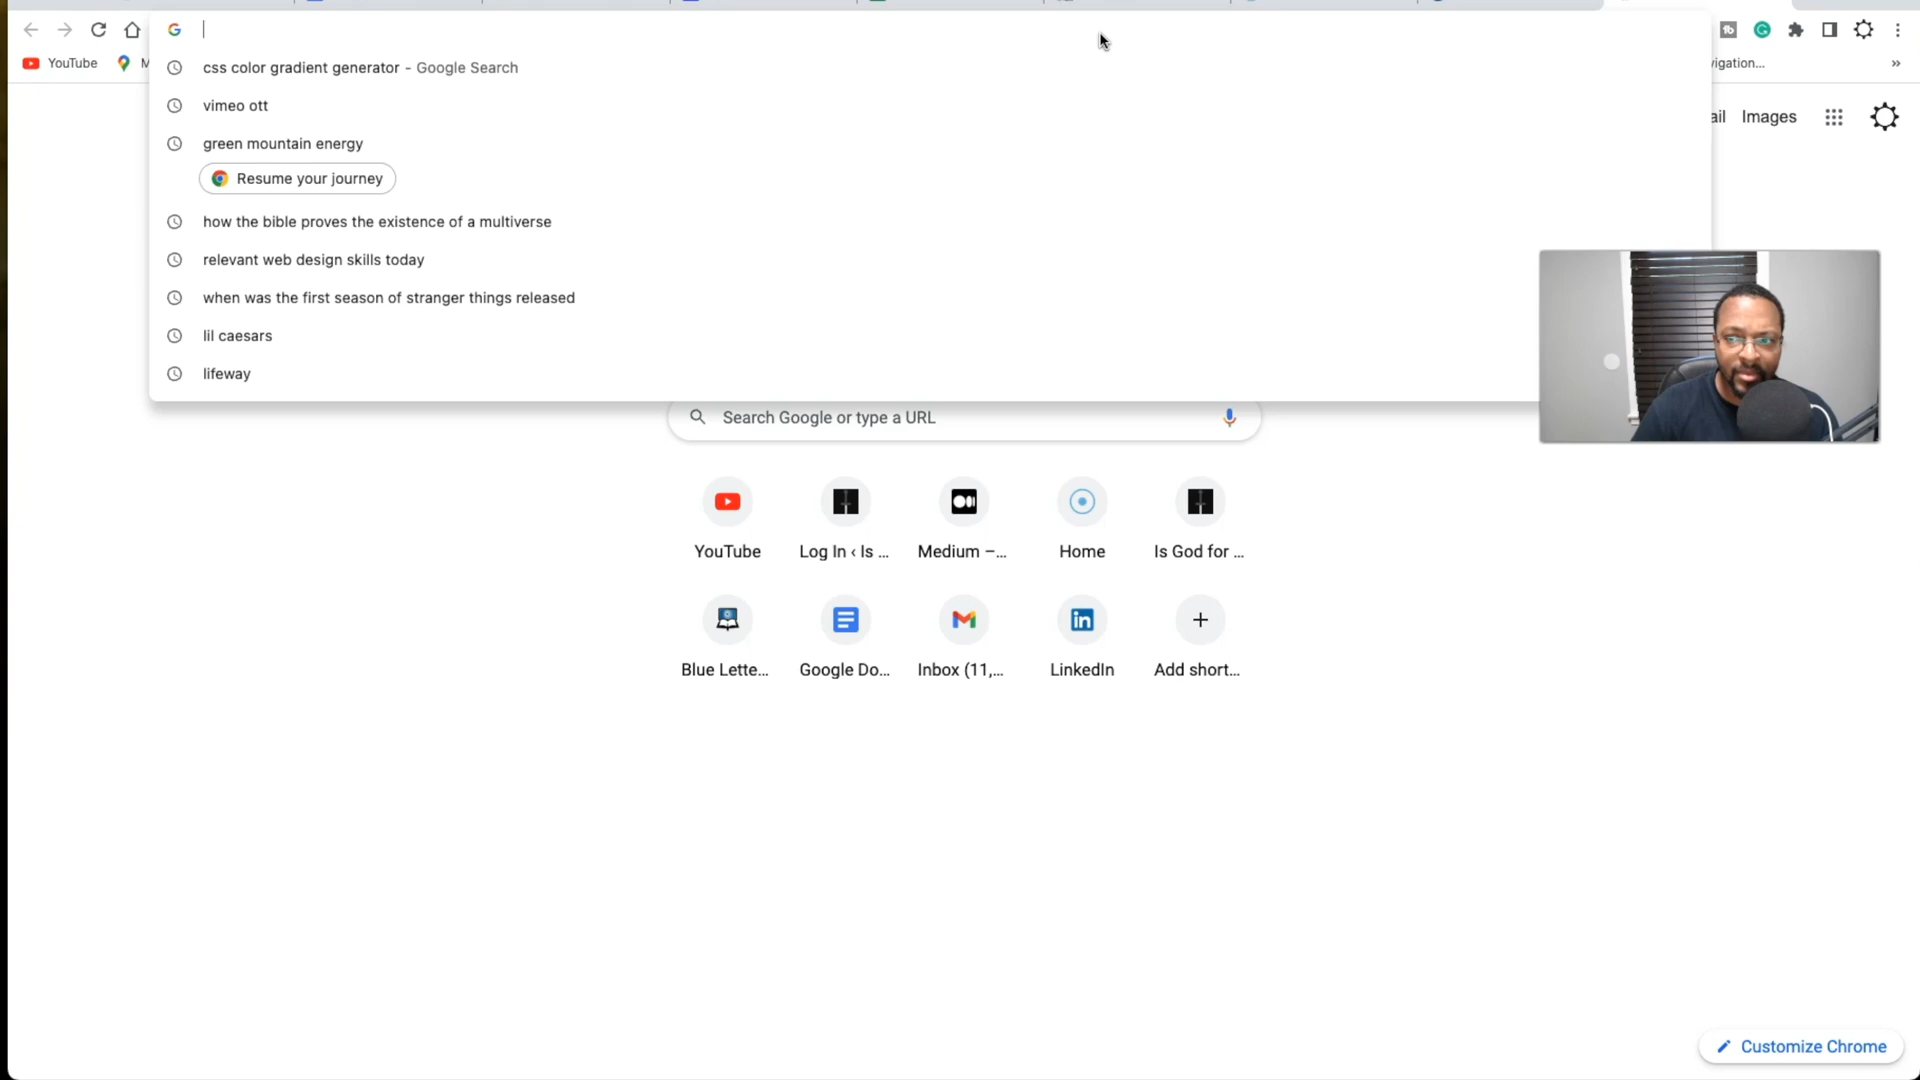 YouTube
M
vigation...
»
css color gradient generator - Google Search
vimeo ott
green mountain energy
Resume your journey
how the bible proves the existence of a multiverse
relevant web design skills today
when was the first season of stranger things released
lil caesars
lifeway
ail
Images
Search Google or type a URL
YouTube
Log In ‹ Is ...
Medium –...
Home
Is God for ...
Blue Lette...
Google Do...
Inbox (11,...
LinkedIn
Add short...
Customize Chrome